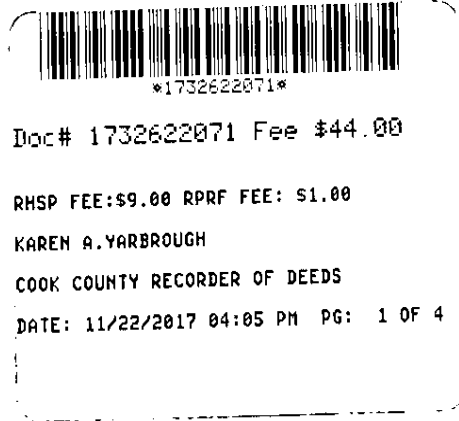 *1732622071*
Doc# 1732622071 Fee $44.00
RHSP FEE:$9.00 RPRF FEE: $1.00
KAREN A.YARBROUGH
COOK COUNTY RECORDER OF DEEDS
DATE: 11/22/2017 04:05 PM PG: 1 OF 4